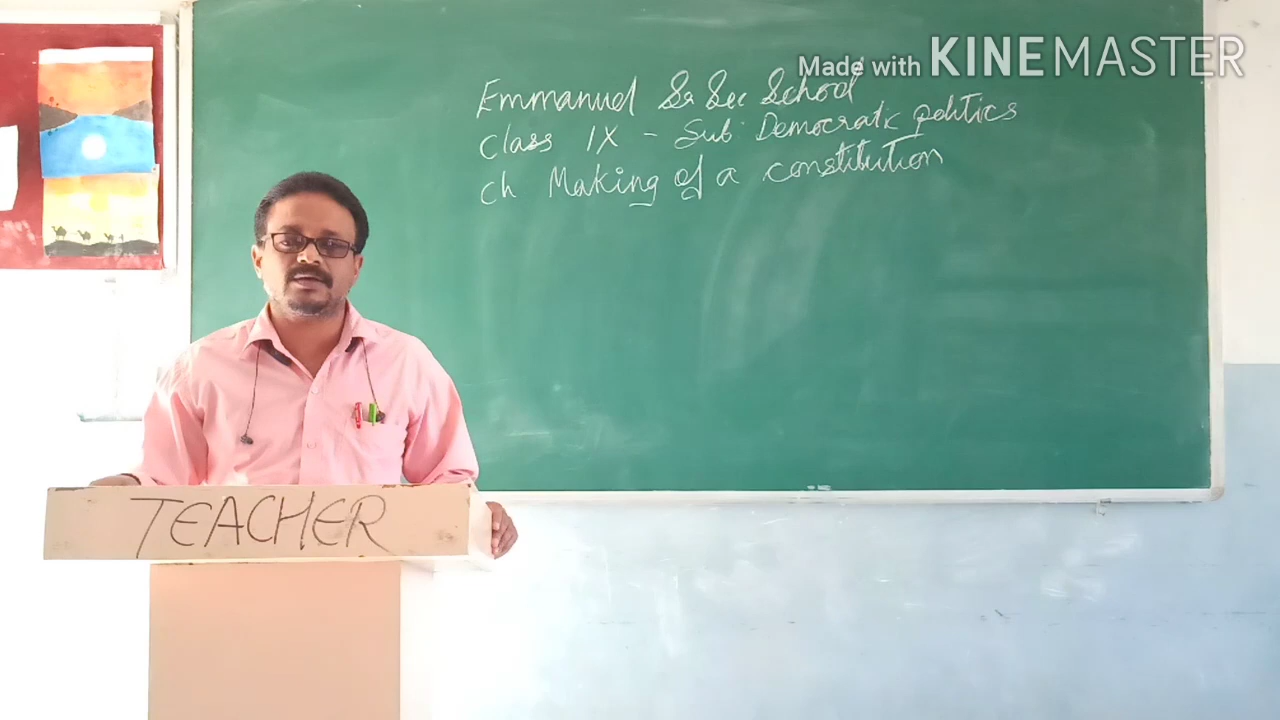 Made with KINEMASTER
Emmanuel Sr Sec School
Class IX - Sub: Democratic politics
Ch Making of a constitution
TEACHER